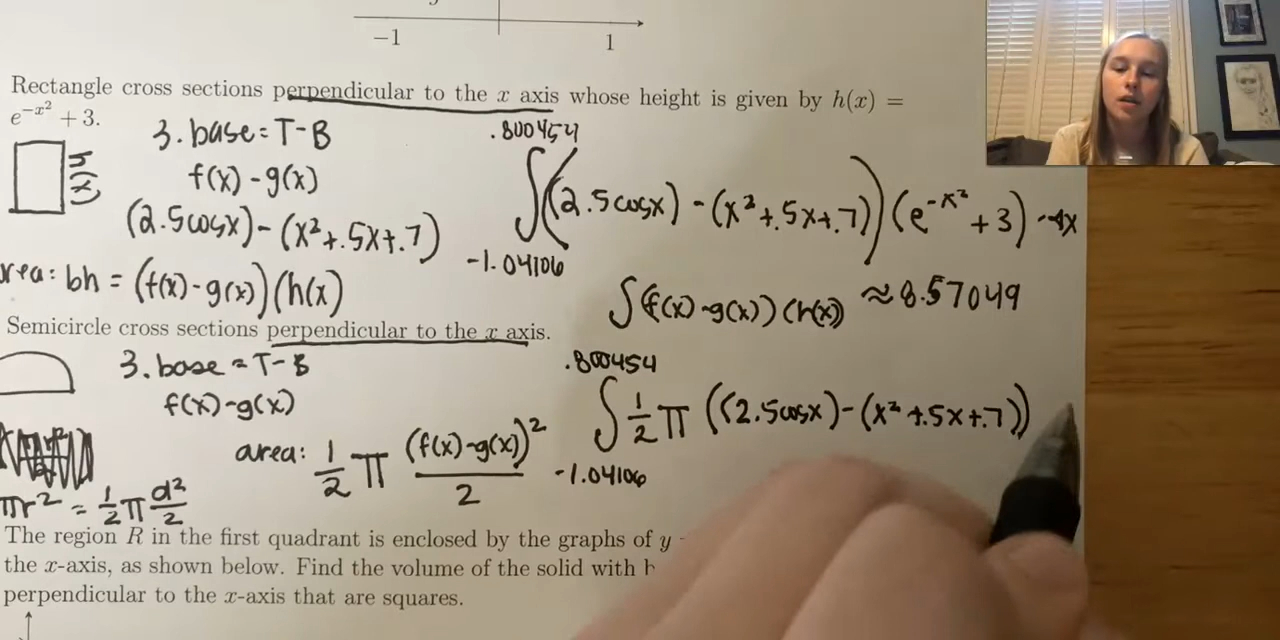 -1 1
Rectangle cross sections perpendicular to the x axis whose height is given by h(x) =
e^{-x^2} + 3.
3. base = T-B
f(x) - g(x)
(2.5cosx) - (x²+.5x+.7)
h(x)
area: bh = (f(x)-g(x))(h(x)
.800454
∫((2.5cosx) - (x²+.5x+.7))(e^{-x²}+3) dx
-1.04106
∫(f(x)-g(x))(h(x)) ≈ 8.57049
Semicircle cross sections perpendicular to the x axis.
3. base = T-B
f(x)-g(x)
area: 1/2 π (f(x)-g(x))²/2
πr² = 1/2 π d²/2
.800454
∫ 1/2 π ((2.5cosx)-(x²+.5x+.7))
-1.04106
The region R in the first quadrant is enclosed by the graphs of y
the x-axis, as shown below. Find the volume of the solid with
perpendicular to the x-axis that are squares.